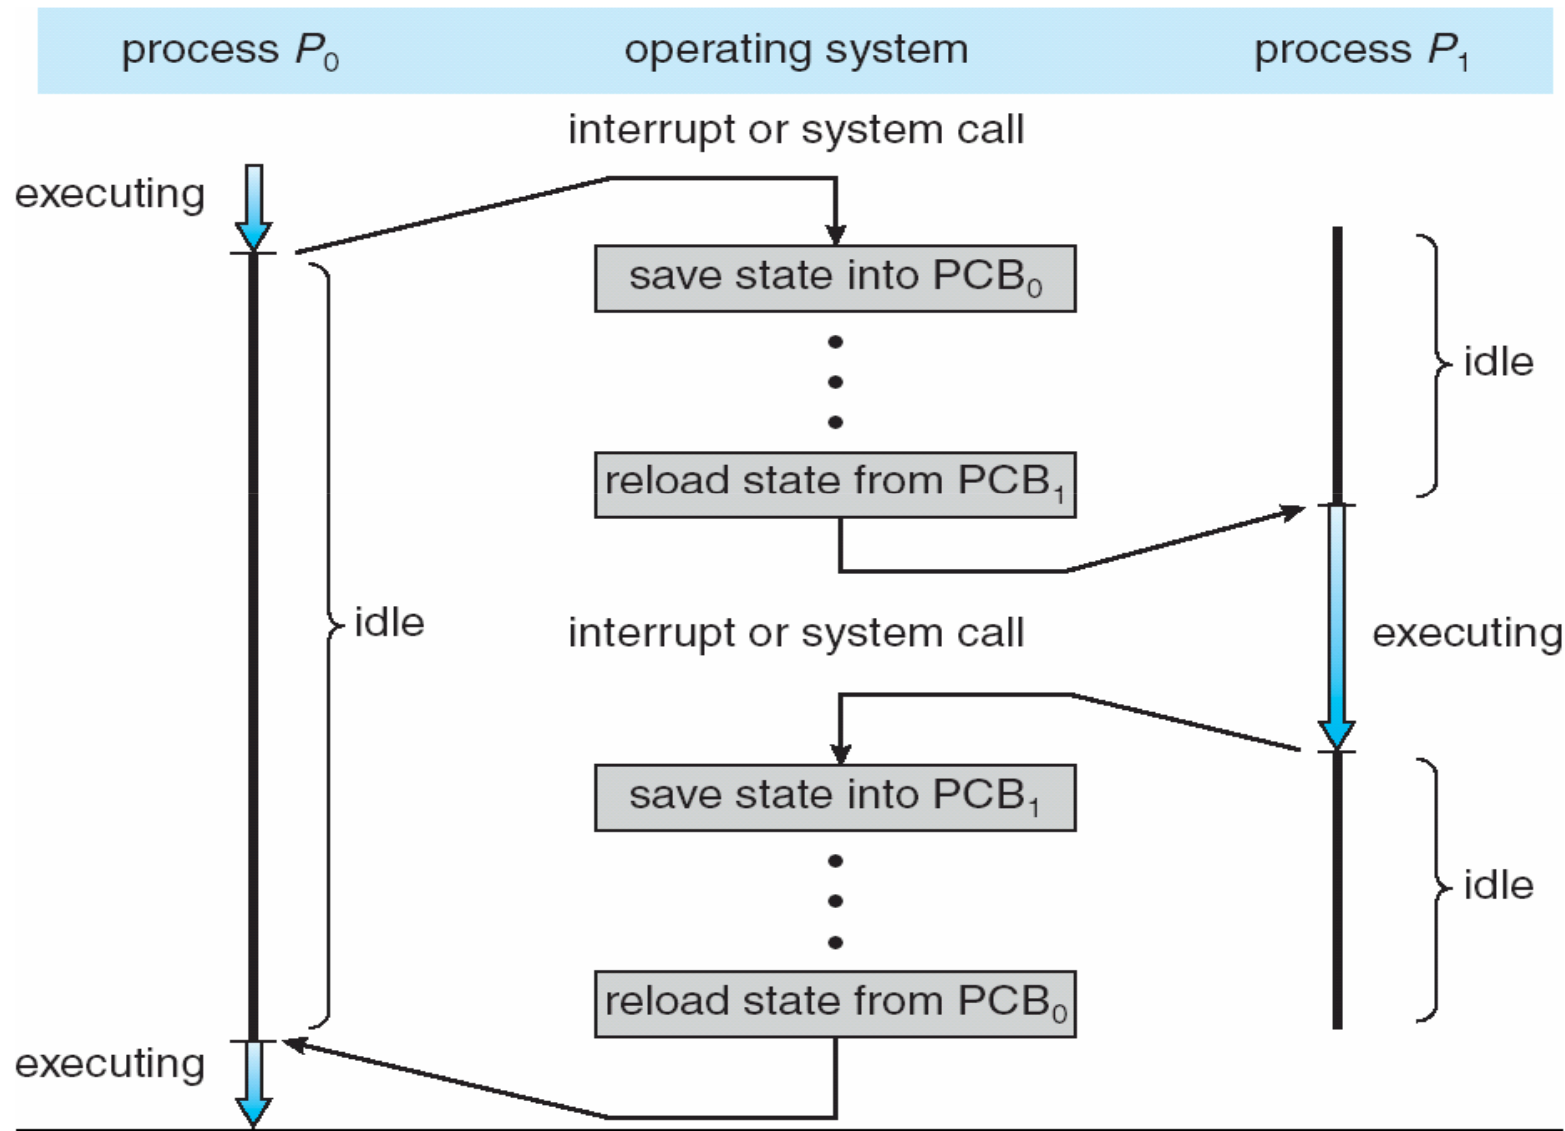 process P₀ operating system process P₁
interrupt or system call
executing
save state into PCB₀
idle
reload state from PCB₁
idle
interrupt or system call
executing
save state into PCB₁
idle
reload state from PCB₀
executing